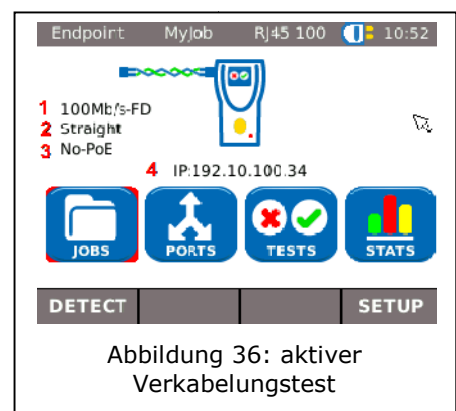 Endpoint MyJob RJ45 100 10:52
1 100Mb/s-FD
2 Straight
3 No-PoE
4 IP:192.10.100.34
JOBS PORTS TESTS STATS
DETECT SETUP
Abbildung 36: aktiver
Verkabelungstest